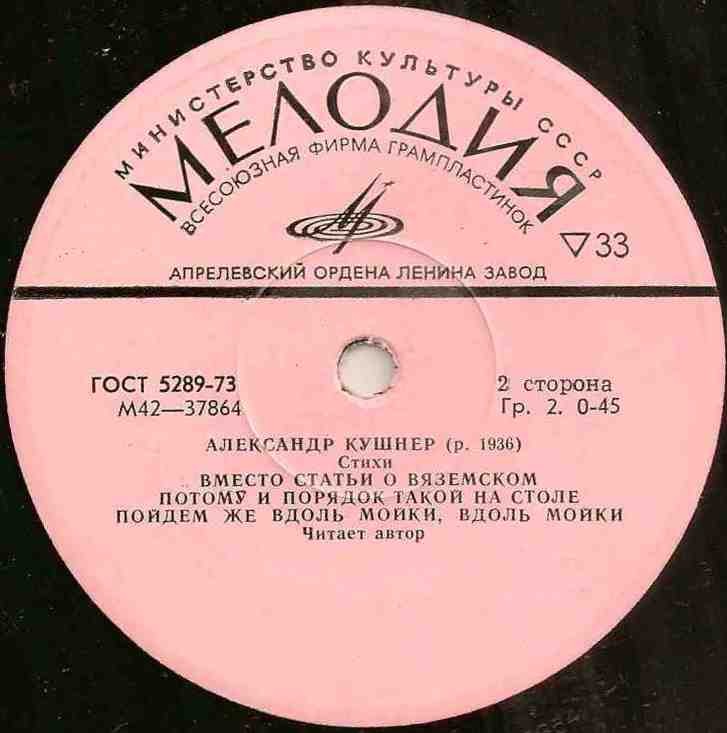 МИНИСТЕРСТВО КУЛЬТУРЫ СССР
МЕЛОДИЯ
ВСЕСОЮЗНАЯ ФИРМА ГРАМПЛАСТИНОК
▽33
АПРЕЛЕВСКИЙ ОРДЕНА ЛЕНИНА ЗАВОД
ГОСТ 5289-73
2 сторона
М42—37864
Гр. 2. 0-45
АЛЕКСАНДР КУШНЕР (р. 1936)
Стихи
ВМЕСТО СТАТЬИ О ВЯЗЕМСКОМ
ПОТОМУ И ПОРЯДОК ТАКОЙ НА СТОЛЕ
ПОЙДЕМ ЖЕ ВДОЛЬ МОЙКИ, ВДОЛЬ МОЙКИ
Читает автор